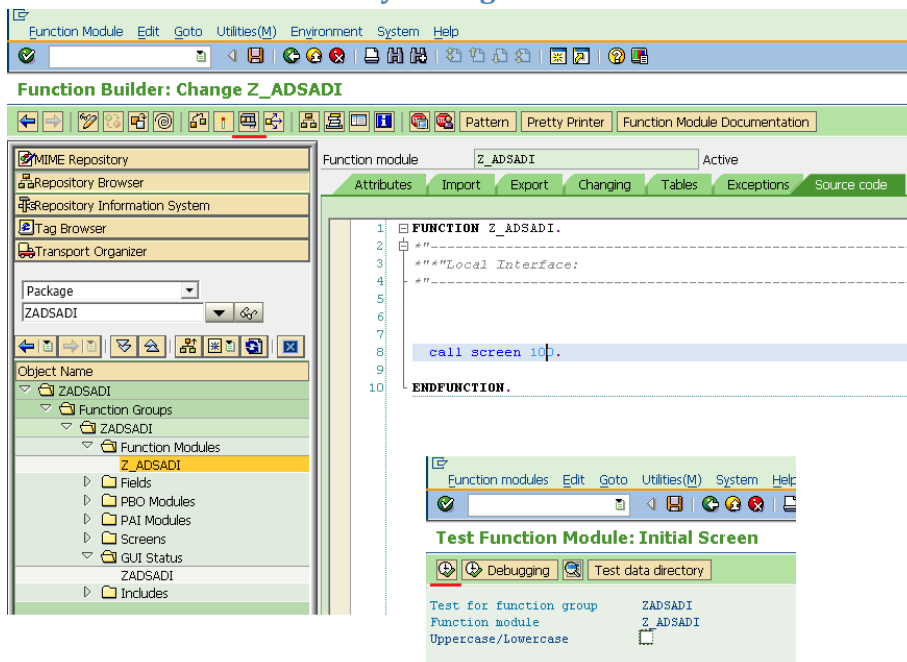 Function Module Edit Goto Utilities(M) Environment System Help
Function Builder: Change Z_ADSADI
Pattern Pretty Printer Function Module Documentation
MIME Repository
Repository Browser
Repository Information System
Tag Browser
Transport Organizer
Package
ZADSADI
Object Name
ZADSADI
Function Groups
ZADSADI
Function Modules
Z_ADSADI
Fields
PBO Modules
PAI Modules
Screens
GUI Status
ZADSADI
Includes
Function module Z_ADSADI Active
Attributes Import Export Changing Tables Exceptions Source code
1 FUNCTION Z_ADSADI.
2 *"----------------------------------------------------------------------
3 *"*"Local Interface:
4 *"----------------------------------------------------------------------
5
6
7
8 call screen 100.
9
10 ENDFUNCTION.
Function modules Edit Goto Utilities(M) System Help
Test Function Module: Initial Screen
Debugging Test data directory
Test for function group ZADSADI
Function module Z_ADSADI
Uppercase/Lowercase